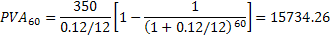 PVA₆₀ = 350 / 0.12/12 [1 − 1 / (1 + 0.12/12)⁶⁰] = 15734.26